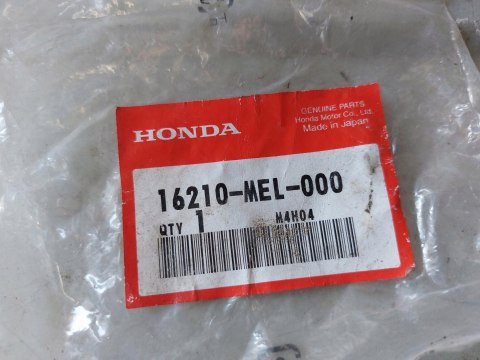 HONDA
GENUINE PARTS
Honda Motor Co., Ltd.
Made in Japan
16210-MEL-000
QTY 1 M4H04